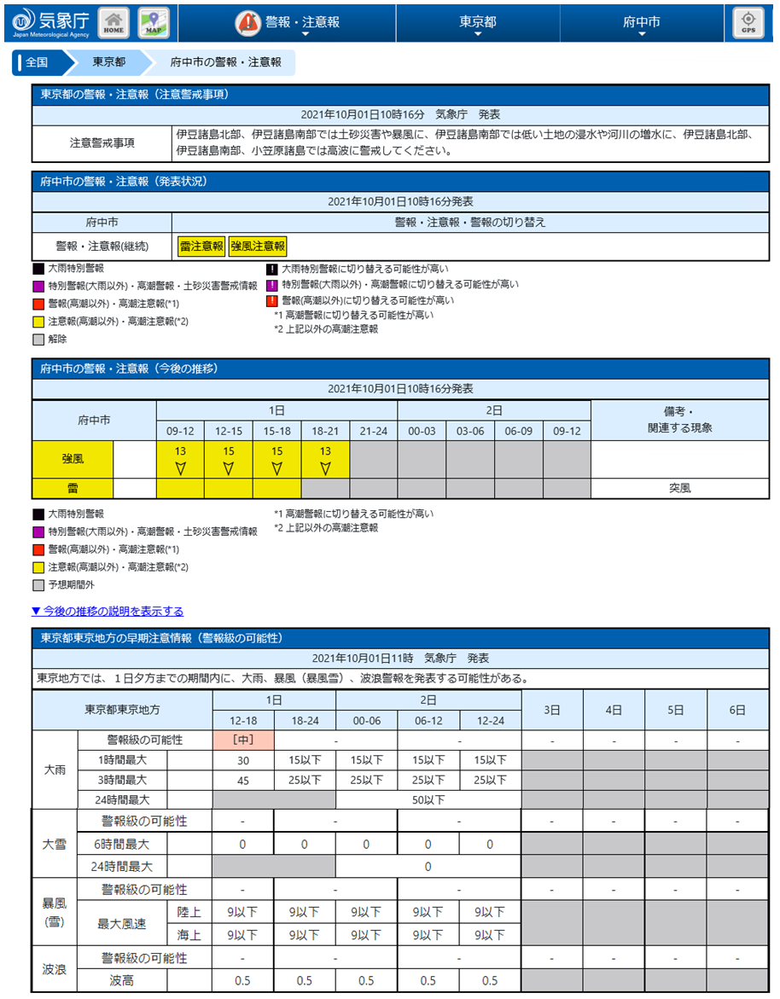 気象庁
Japan Meteorological Agency
HOME
MAP
警報・注意報
東京都
府中市
GPS
全国
東京都
府中市の警報・注意報
東京都の警報・注意報（注意警戒事項）
2021年10月01日10時16分　気象庁　発表
注意警戒事項
伊豆諸島北部、伊豆諸島南部では土砂災害や暴風に、伊豆諸島南部では低い土地の浸水や河川の増水に、伊豆諸島北部、
伊豆諸島南部、小笠原諸島では高波に警戒してください。
府中市の警報・注意報（発表状況）
2021年10月01日10時16分発表
府中市 警報・注意報・警報の切り替え
警報・注意報(継続) 雷注意報 強風注意報
大雨特別警報
特別警報(大雨以外)・高潮警報・土砂災害警戒情報
警報(高潮以外)・高潮注意報(*1)
注意報(高潮以外)・高潮注意報(*2)
解除
! 大雨特別警報に切り替える可能性が高い
! 特別警報(大雨以外)・高潮警報に切り替える可能性が高い
! 警報(高潮以外)に切り替える可能性が高い
*1 高潮警報に切り替える可能性が高い
*2 上記以外の高潮注意報
府中市の警報・注意報（今後の推移）
2021年10月01日10時16分発表
府中市
1日 2日
備考・
関連する現象
09-12 12-15 15-18 18-21 21-24 00-03 03-06 06-09 09-12
強風 13 15 15 13
雷 突風
大雨特別警報
特別警報(大雨以外)・高潮警報・土砂災害警戒情報
警報(高潮以外)・高潮注意報(*1)
注意報(高潮以外)・高潮注意報(*2)
予想期間外
*1 高潮警報に切り替える可能性が高い
*2 上記以外の高潮注意報
▼ 今後の推移の説明を表示する
東京都東京地方の早期注意情報（警報級の可能性）
2021年10月01日11時　気象庁　発表
東京地方では、１日夕方までの期間内に、大雨、暴風（暴風雪）、波浪警報を発表する可能性がある。
東京都東京地方
1日 2日 3日 4日 5日 6日
12-18 18-24 00-06 06-12 12-24
大雨
警報級の可能性 [中] - - - - - -
1時間最大 30 15以下 15以下 15以下 15以下
3時間最大 45 25以下 25以下 25以下 25以下
24時間最大 50以下
大雪
警報級の可能性 - - - - - - -
6時間最大 0 0 0 0 0
24時間最大 0
暴風
(雪)
警報級の可能性 - - - - - - -
最大風速
陸上 9以下 9以下 9以下 9以下 9以下
海上 9以下 9以下 9以下 9以下 9以下
波浪
警報級の可能性 - - - - - - -
波高 0.5 0.5 0.5 0.5 0.5